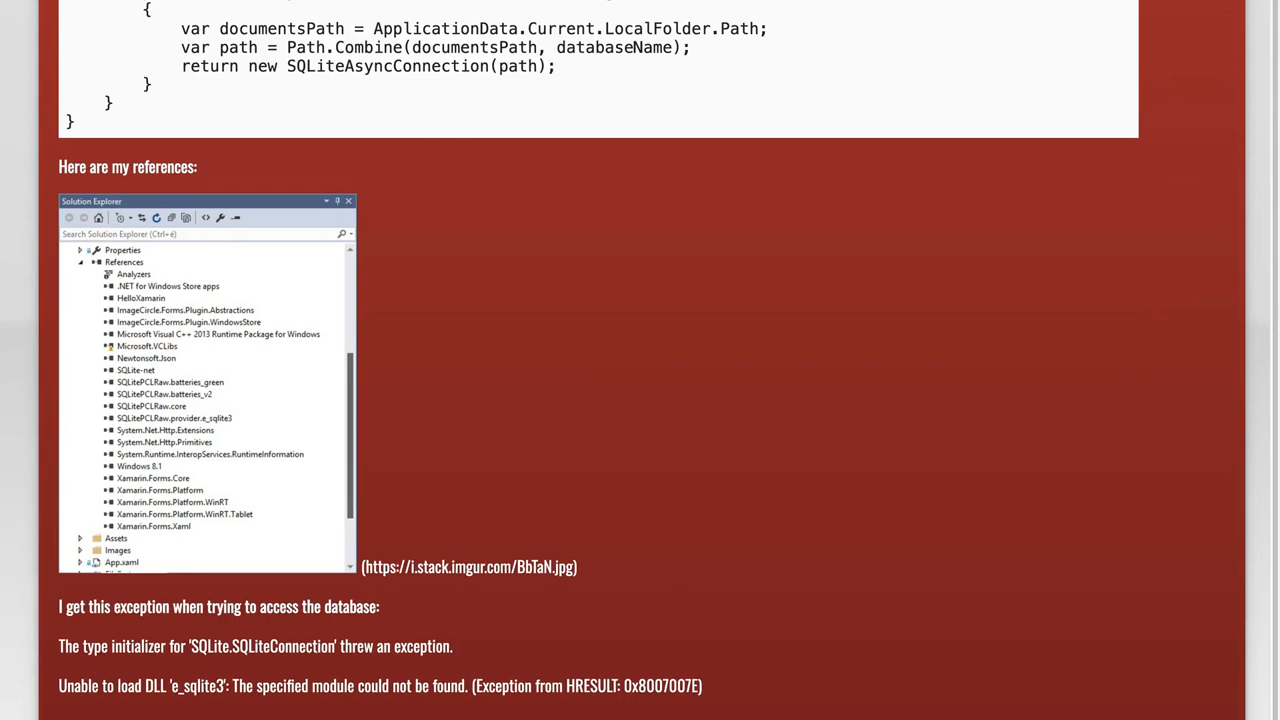 {
var documentsPath = ApplicationData.Current.LocalFolder.Path;
var path = Path.Combine(documentsPath, databaseName);
return new SQLiteAsyncConnection(path);
}
}
}
Here are my references:
Solution Explorer
Search Solution Explorer (Ctrl+é)
Properties
References
Analyzers
.NET for Windows Store apps
HelloXamarin
ImageCircle.Forms.Plugin.Abstractions
ImageCircle.Forms.Plugin.WindowsStore
Microsoft Visual C++ 2013 Runtime Package for Windows
Microsoft.VCLibs
Newtonsoft.Json
SQLite-net
SQLitePCLRaw.batteries_green
SQLitePCLRaw.batteries_v2
SQLitePCLRaw.core
SQLitePCLRaw.provider.e_sqlite3
System.Net.Http.Extensions
System.Net.Http.Primitives
System.Runtime.InteropServices.RuntimeInformation
Windows 8.1
Xamarin.Forms.Core
Xamarin.Forms.Platform
Xamarin.Forms.Platform.WinRT
Xamarin.Forms.Platform.WinRT.Tablet
Xamarin.Forms.Xaml
Assets
Images
App.xaml
(https://i.stack.imgur.com/BbTaN.jpg)
I get this exception when trying to access the database:
The type initializer for 'SQLite.SQLiteConnection' threw an exception.
Unable to load DLL 'e_sqlite3': The specified module could not be found. (Exception from HRESULT: 0x8007007E)